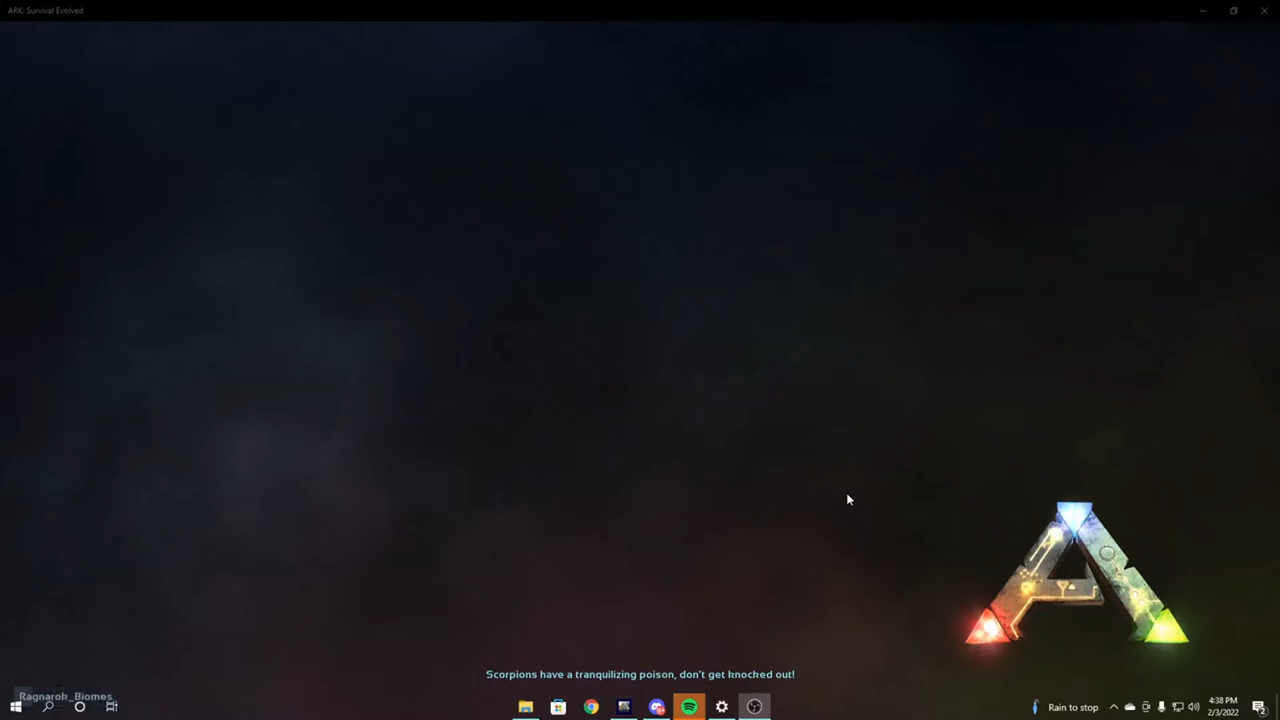 ARK: Survival Evolved
Scorpions have a tranquilizing poison, don't get knocked out!
Ragnarok_Biomes
Rain to stop
4:38 PM
2/3/2022
2